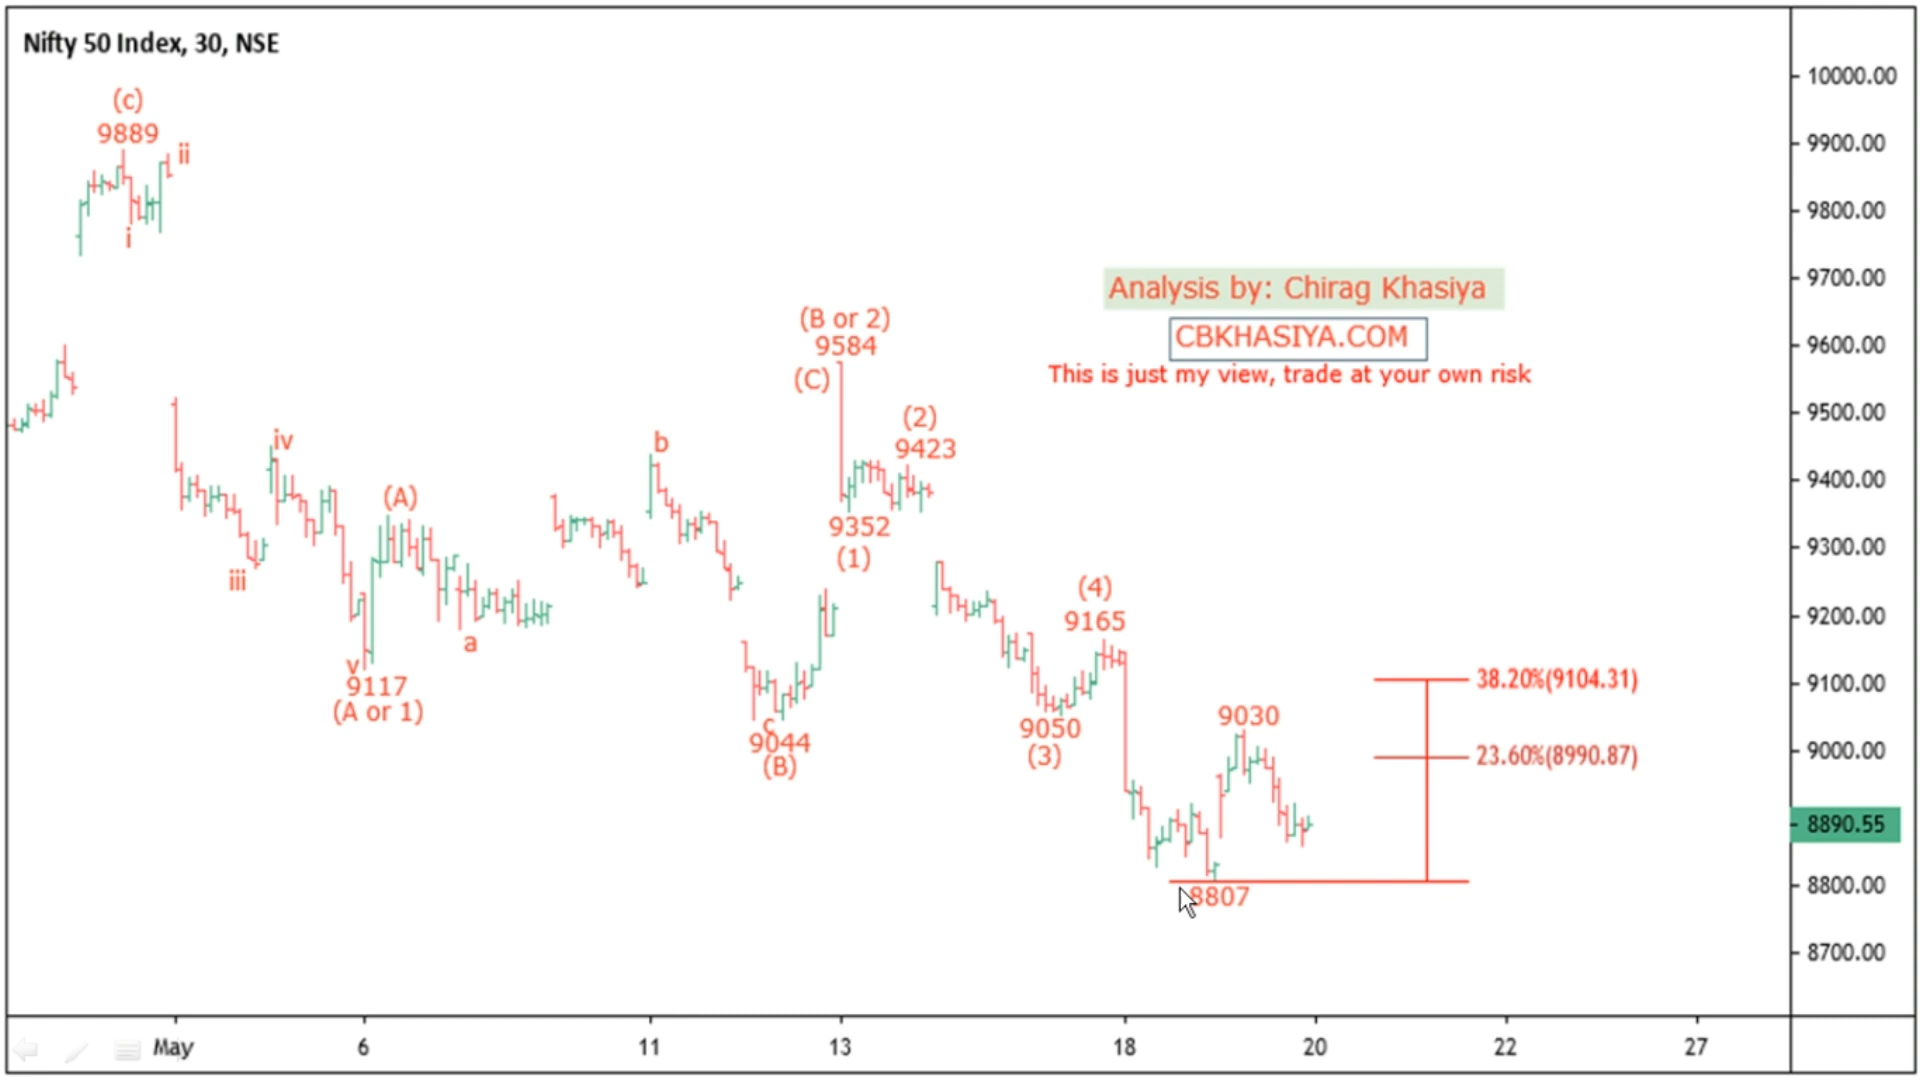 Nifty 50 Index, 30, NSE
(c)
9889
ii
i
iv
iii
(A)
v
9117
(A or 1)
a
b
c
9044
(B)
(B or 2)
9584
(C)
(2)
9423
9352
(1)
(4)
9165
9050
(3)
9030
8807
Analysis by: Chirag Khasiya
CBKHASIYA.COM
This is just my view, trade at your own risk
38.20%(9104.31)
23.60%(8990.87)
10000.00
9900.00
9800.00
9700.00
9600.00
9500.00
9400.00
9300.00
9200.00
9100.00
9000.00
8890.55
8800.00
8700.00
May 6 11 13 18 20 22 27